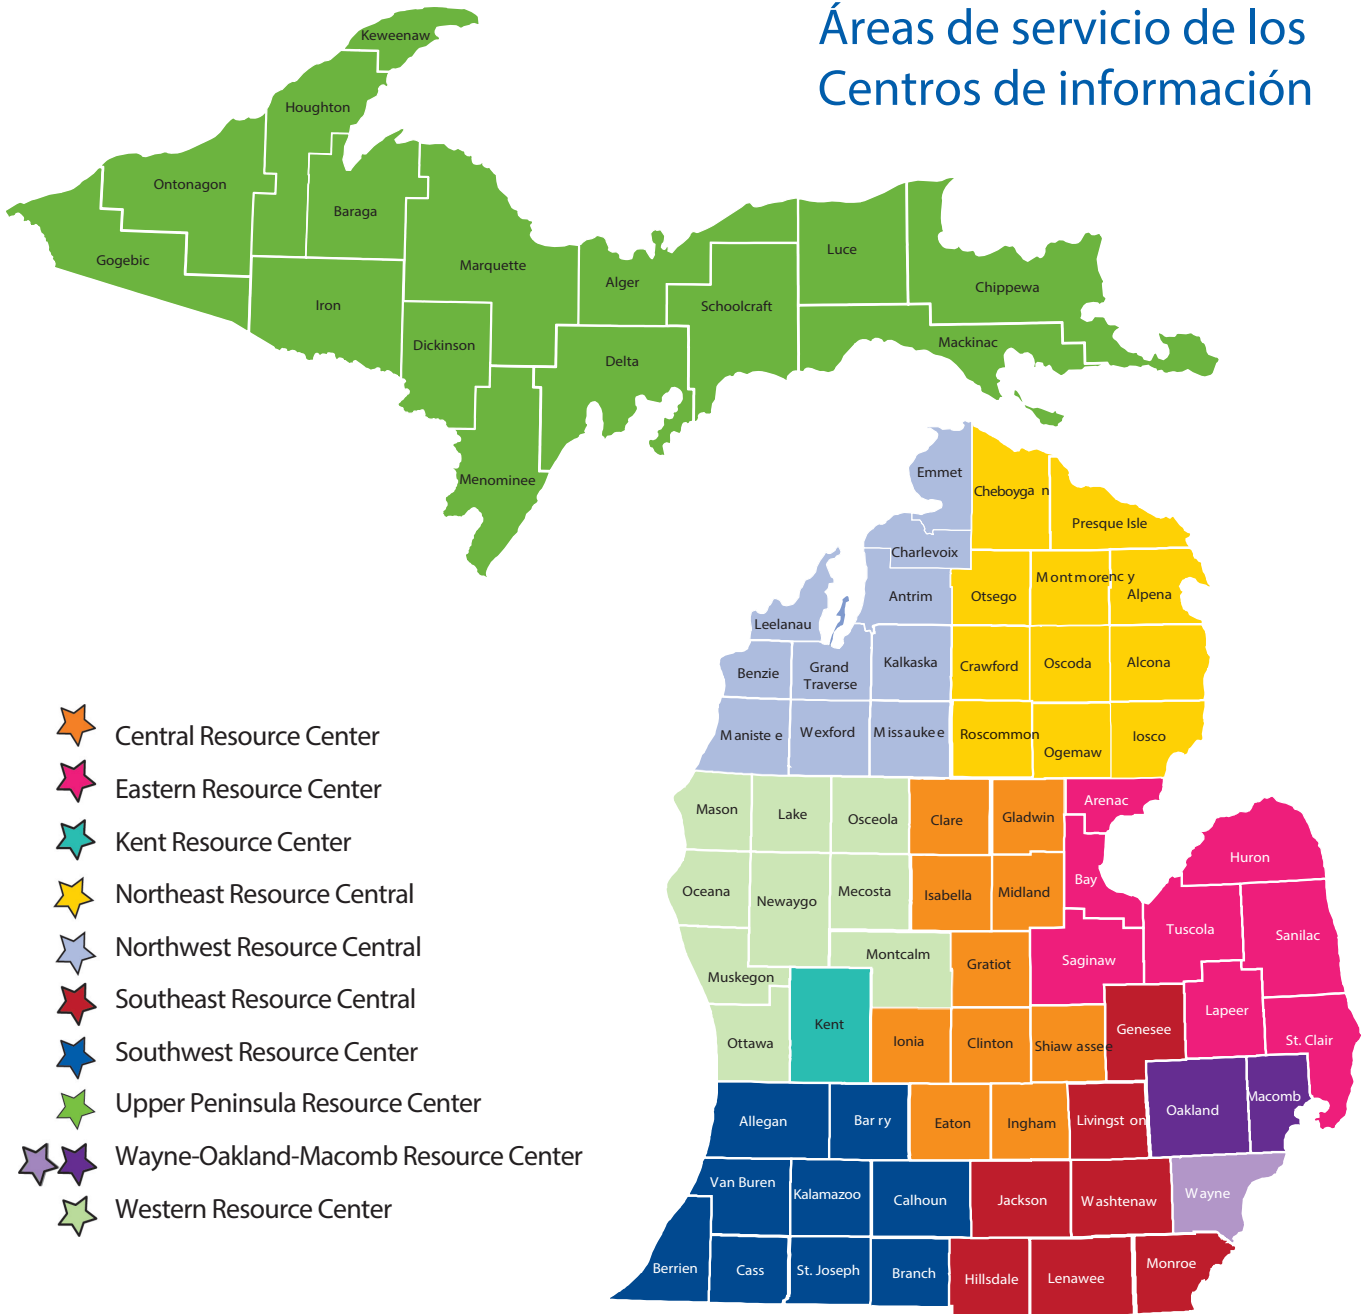 Áreas de servicio de los
Centros de información
Keweenaw
Houghton
Ontonagon
Baraga
Gogebic
Marquette
Iron
Dickinson
Alger
Luce
Schoolcraft
Chippewa
Mackinac
Delta
Menominee
Emmet
Cheboyga n
Presque Isle
Charlevoix
Antrim
Otsego
M ont m orenc y
Alpena
Leelanau
Benzie
Grand
Traverse
Kalkaska
Crawford
Oscoda
Alcona
M aniste e
Wexford
M issaukee
Roscommon
Ogemaw
Iosco
Mason
Lake
Osceola
Clare
Gladwin
Arenac
Huron
Oceana
Newaygo
Mecosta
Isabella
Midland
Bay
Tuscola
Sanilac
Muskegon
Montcalm
Gratiot
Saginaw
Lapeer
St. Clair
Ottawa
Kent
Ionia
Clinton
Shiaw assee
Genesee
Allegan
Bar ry
Eaton
Ingham
Livingst on
Oakland
Macomb
Van Buren
Kalamazoo
Calhoun
Jackson
Washtenaw
Wayne
Berrien
Cass
St. Joseph
Branch
Hillsdale
Lenawee
Monroe
Central Resource Center
Eastern Resource Center
Kent Resource Center
Northeast Resource Central
Northwest Resource Central
Southeast Resource Central
Southwest Resource Center
Upper Peninsula Resource Center
Wayne-Oakland-Macomb Resource Center
Western Resource Center